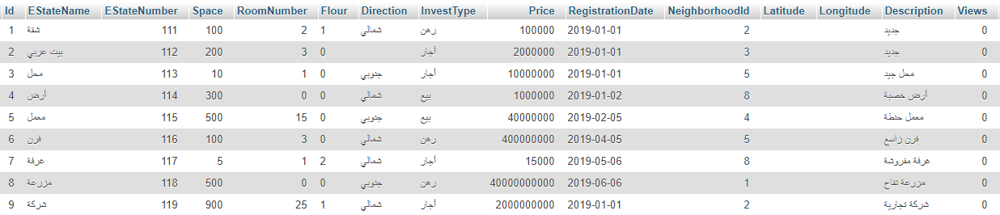 Id EStateName EStateNumber Space RoomNumber Flour Direction InvestType Price RegistrationDate NeighborhoodId Latitude Longitude Description Views
1 شقة 111 100 2 1 شمالي رهن 100000 2019-01-01 2 جديد 0
2 بيت عربي 112 200 3 0 أجار 2000000 2019-01-01 3 جديد 0
3 محل 113 10 1 0 جنوبي أجار 10000000 2019-01-01 5 محل جيد 0
4 أرض 114 300 0 0 شمالي بيع 1000000 2019-01-02 8 أرض خصبة 0
5 معمل 115 500 15 0 جنوبي بيع 40000000 2019-02-05 4 معمل حنطة 0
6 فرن 116 100 3 0 شمالي رهن 400000000 2019-04-05 5 فرن زاسع 0
7 غرفة 117 5 1 2 شمالي أجار 15000 2019-05-06 8 غرفة مفروشة 0
8 مزرعة 118 500 0 0 جنوبي رهن 40000000000 2019-06-06 1 مزرعة تفاح 0
9 شركة 119 900 25 1 شمالي أجار 2000000000 2019-01-01 2 شركة تجارية 0